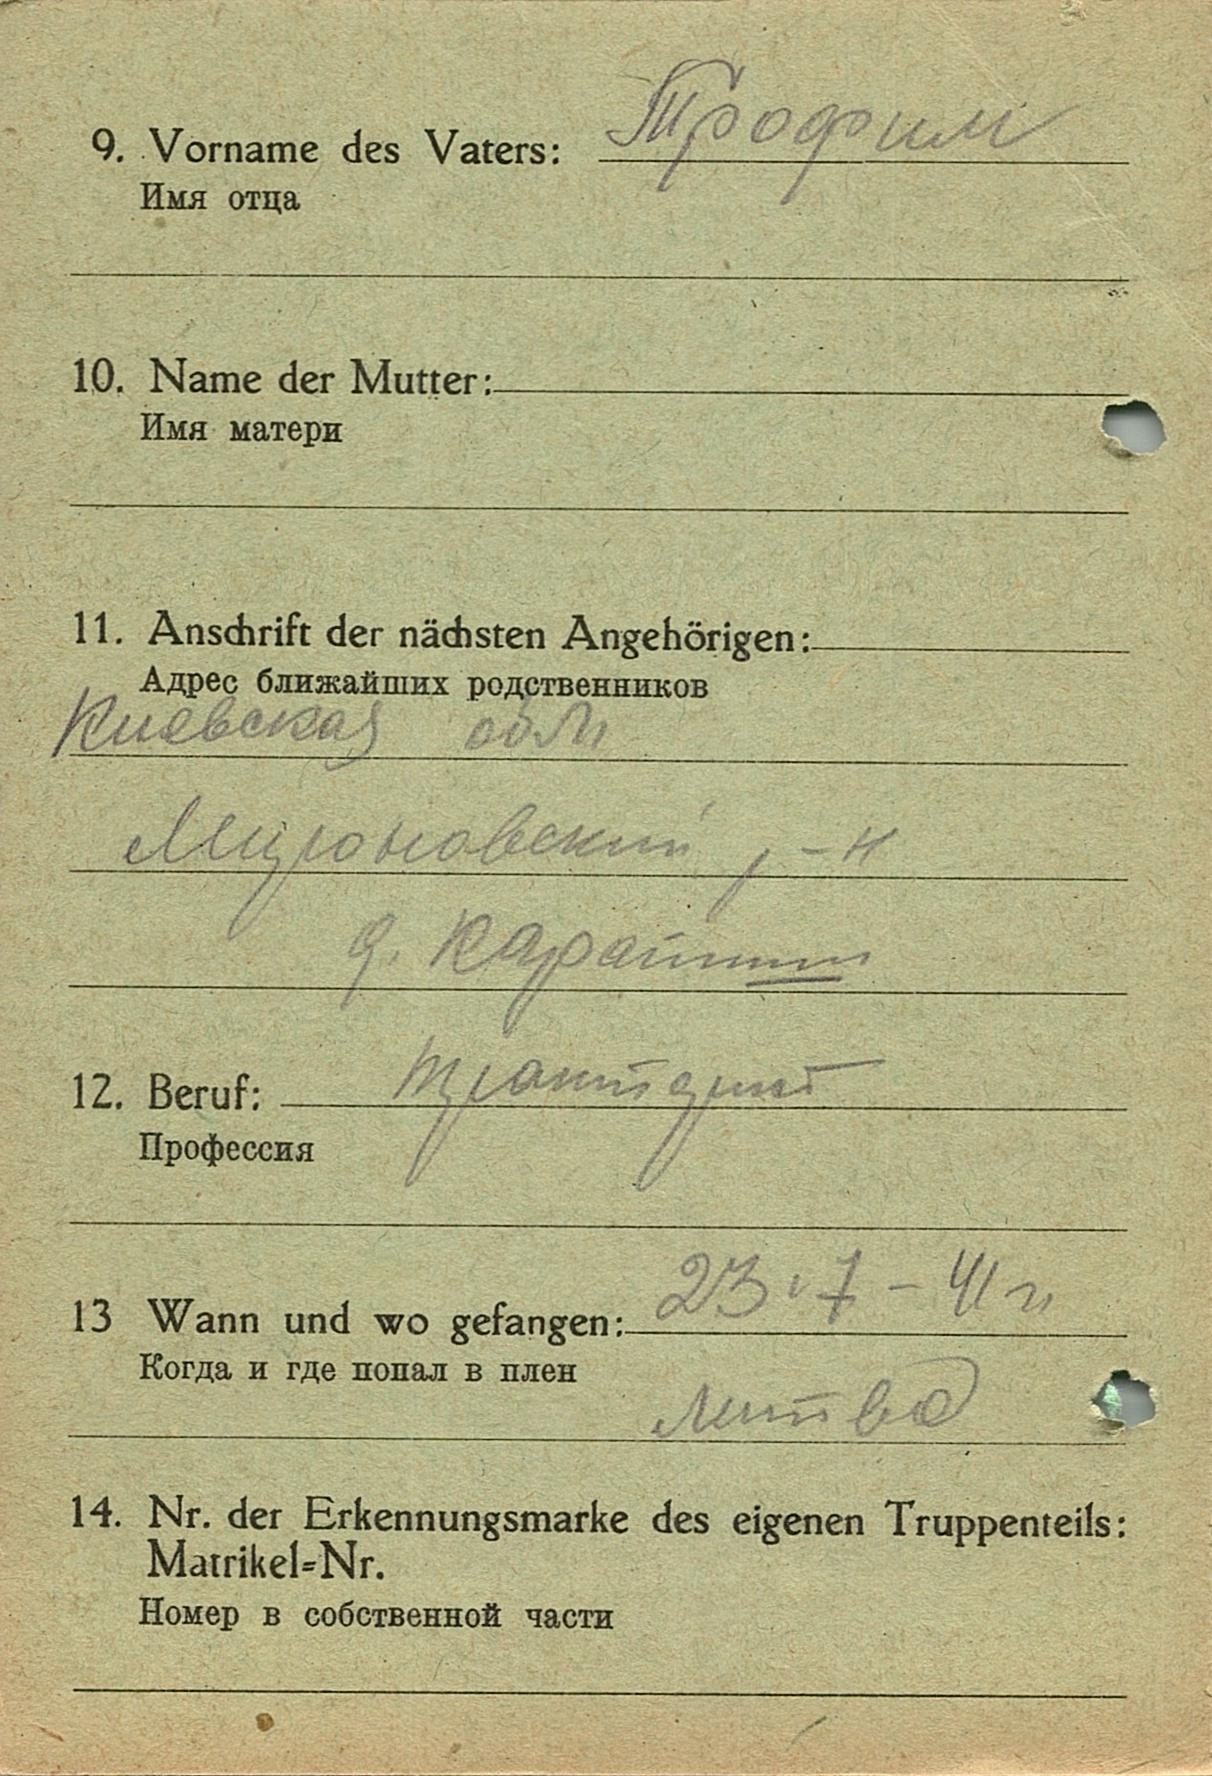 9. Vorname des Vaters: Трофим
Имя отца
10. Name der Mutter:
Имя матери
11. Anschrift der nächsten Angehörigen:
Адрес ближайших родственников
Киевская обл
Мироновский р-н
д. Карапиши
12. Beruf:
Профессия
13 Wann und wo gefangen: 23.7-41 г
Когда и где попал в плен
литва
14. Nr. der Erkennungsmarke des eigenen Truppenteils:
Matrikel=Nr.
Номер в собственной части